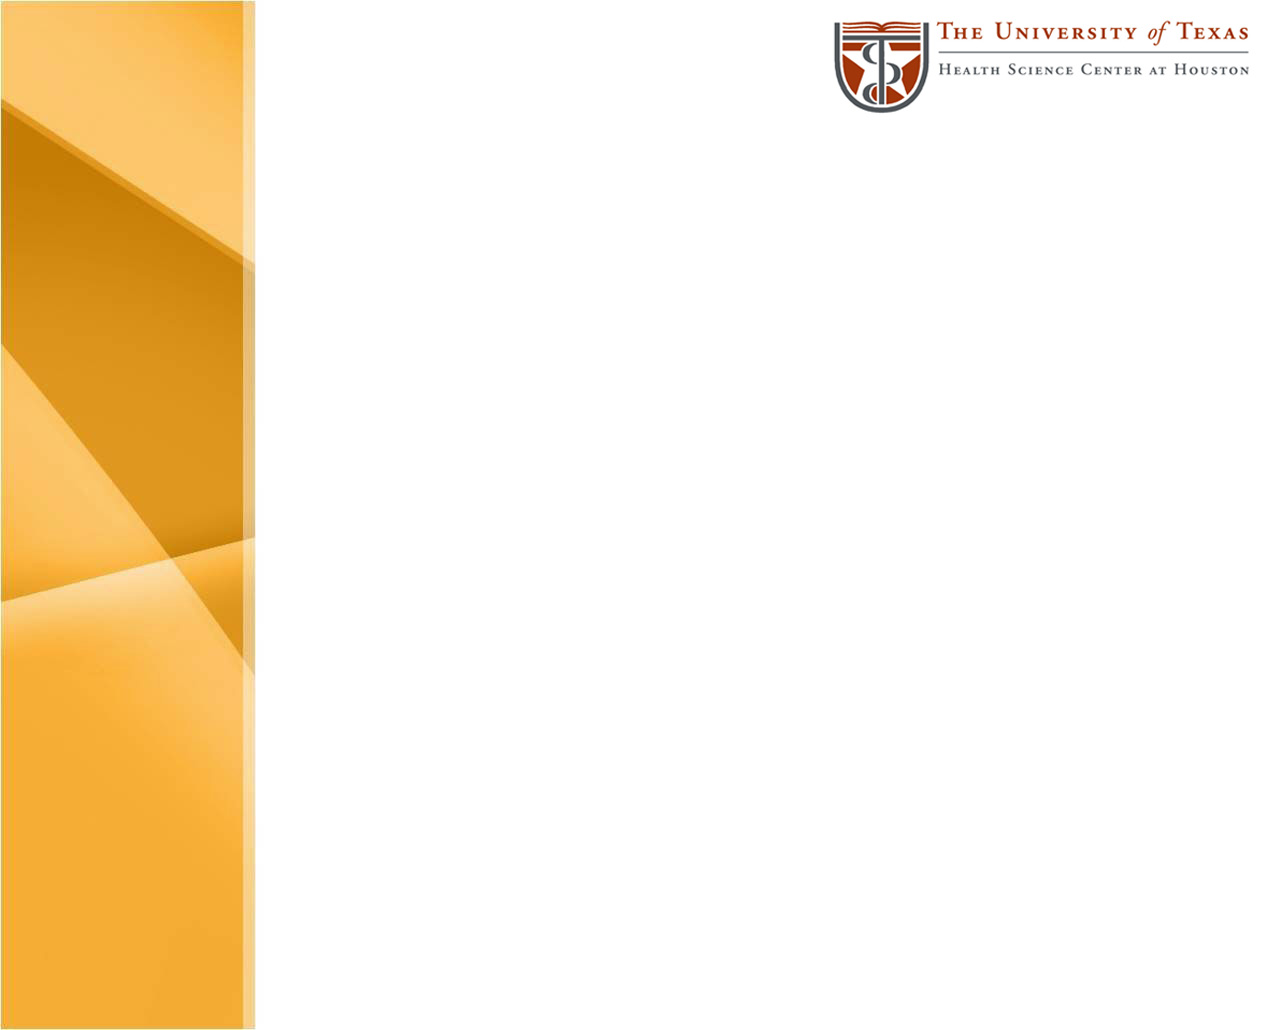 The University of Texas
Health Science Center at Houston